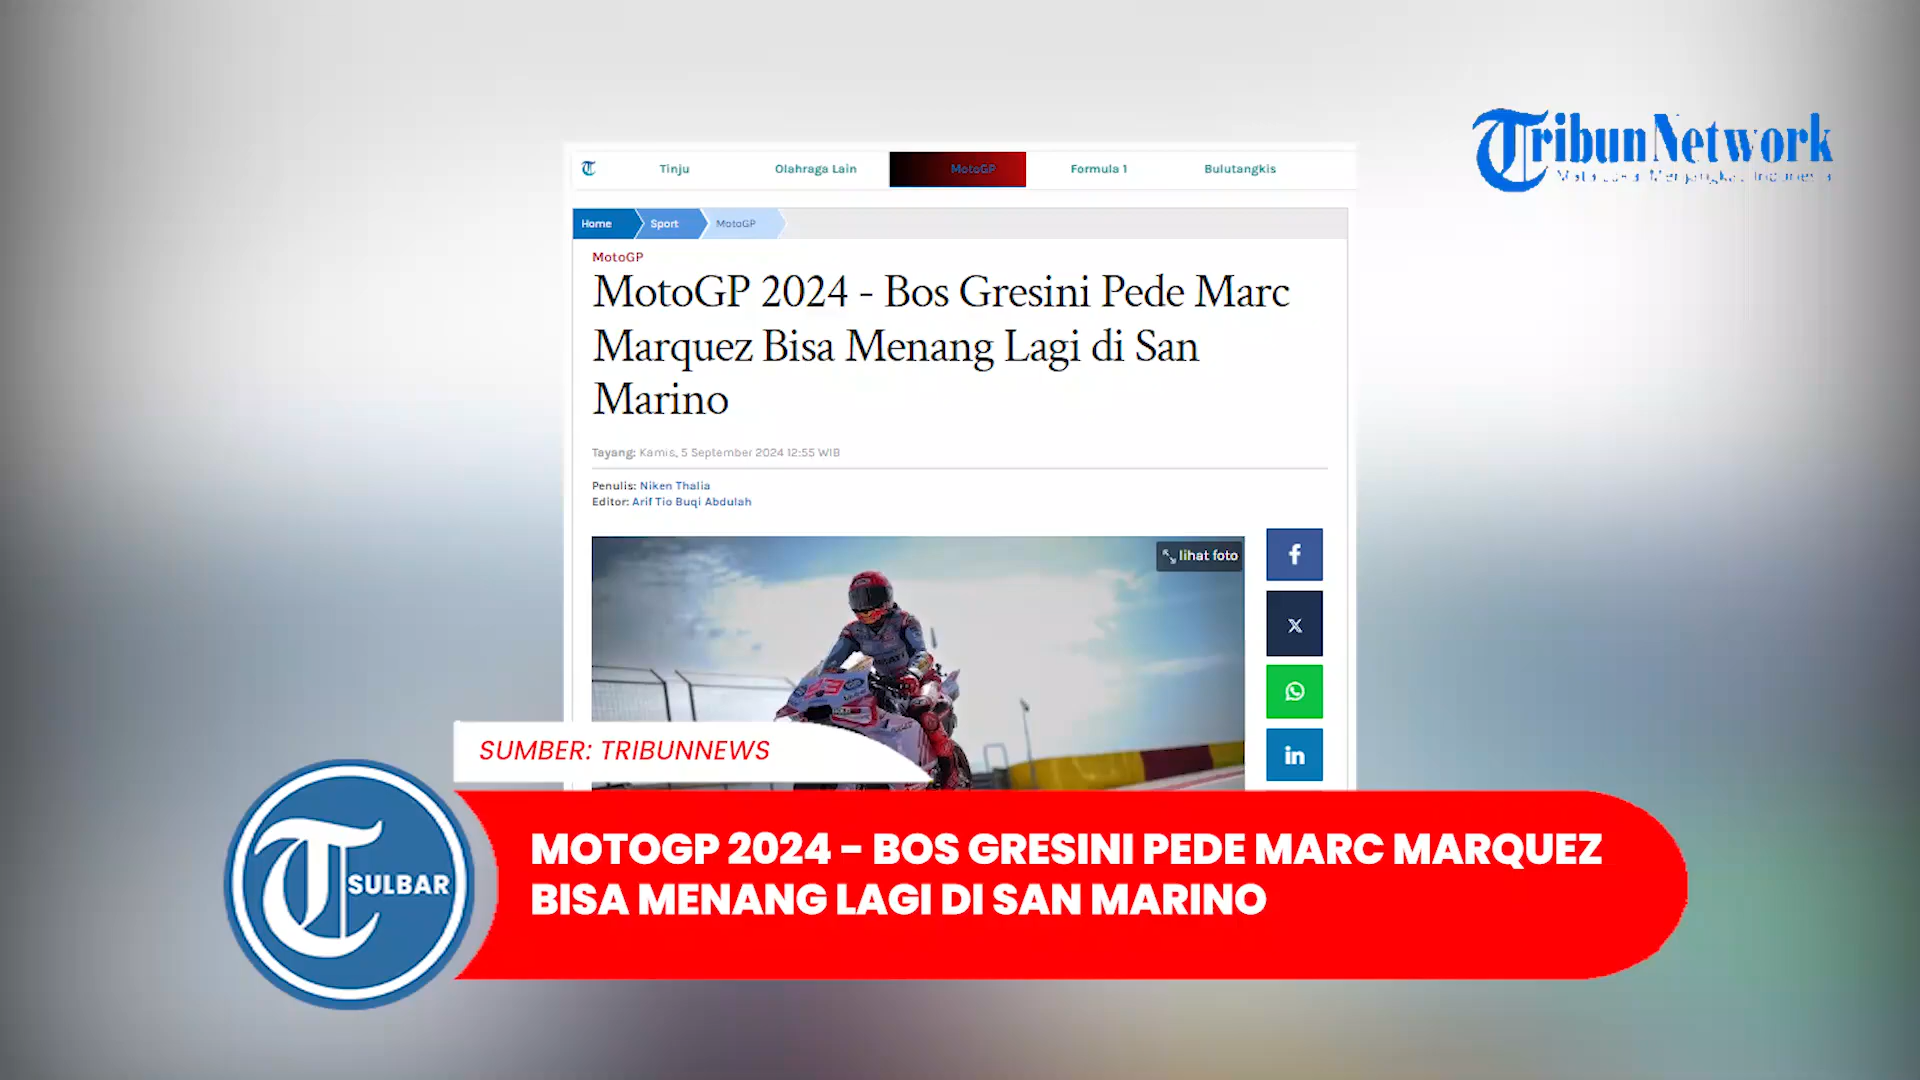 Tribun Network
Tinju
Olahraga Lain
MotoGP
Formula 1
Bulutangkis
Home
Sport
MotoGP
MotoGP
MotoGP 2024 - Bos Gresini Pede Marc
Marquez Bisa Menang Lagi di San
Marino
Tayang: Kamis, 5 September 2024 12:55 WIB
Penulis: Niken Thalia
Editor: Arif Tio Buqi Abdulah
lihat foto
93
SUMBER: TRIBUNNEWS
SULBAR
MOTOGP 2024 - BOS GRESINI PEDE MARC MARQUEZ
BISA MENANG LAGI DI SAN MARINO